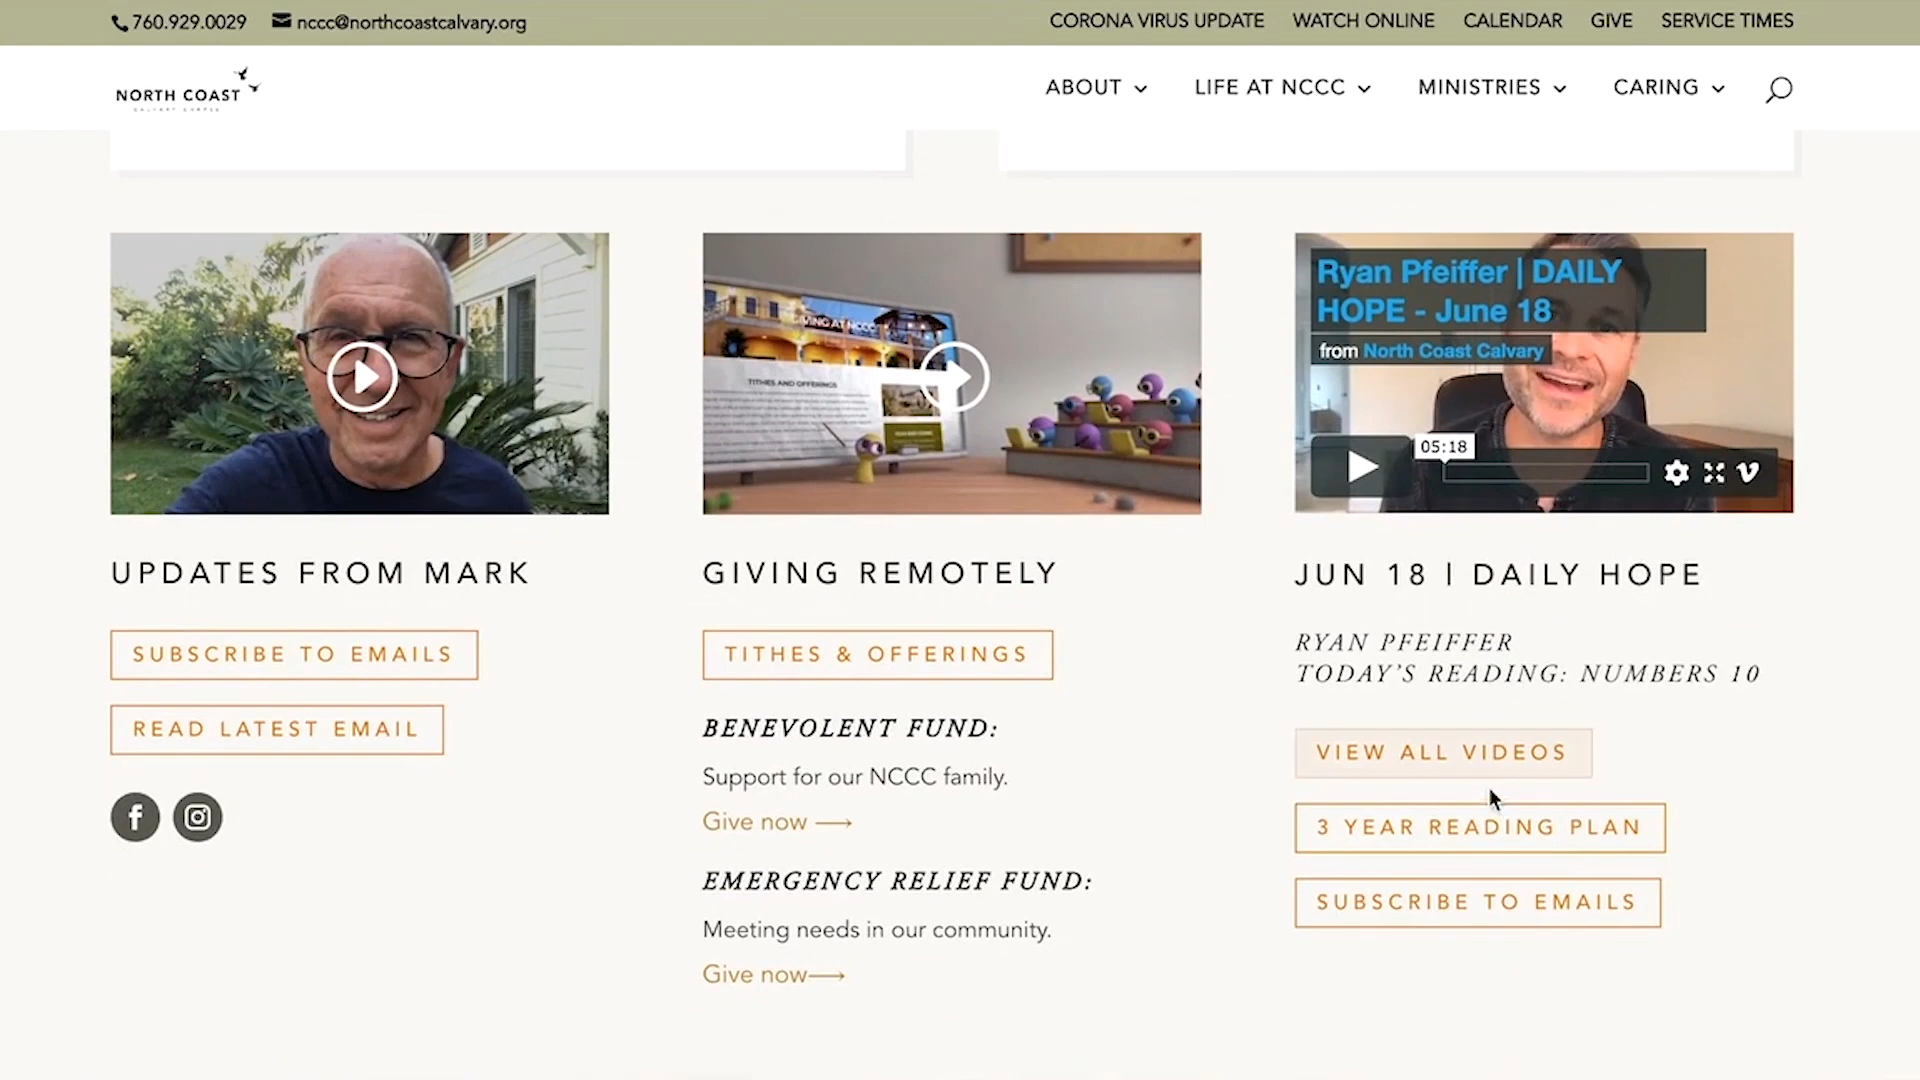 760.929.0029 nccc@northcoastcalvary.org CORONA VIRUS UPDATE WATCH ONLINE CALENDAR GIVE SERVICE TIMES
NORTH COAST
ABOUT LIFE AT NCCC MINISTRIES CARING
GIVING AT NCCC
TITHES AND OFFERINGS
Ryan Pfeiffer | DAILY
HOPE - June 18
from North Coast Calvary
05:18
UPDATES FROM MARK
SUBSCRIBE TO EMAILS
READ LATEST EMAIL
GIVING REMOTELY
TITHES & OFFERINGS
BENEVOLENT FUND:
Support for our NCCC family.
Give now
EMERGENCY RELIEF FUND:
Meeting needs in our community.
Give now
JUN 18 | DAILY HOPE
RYAN PFEIFFER
TODAY'S READING: NUMBERS 10
VIEW ALL VIDEOS
3 YEAR READING PLAN
SUBSCRIBE TO EMAILS